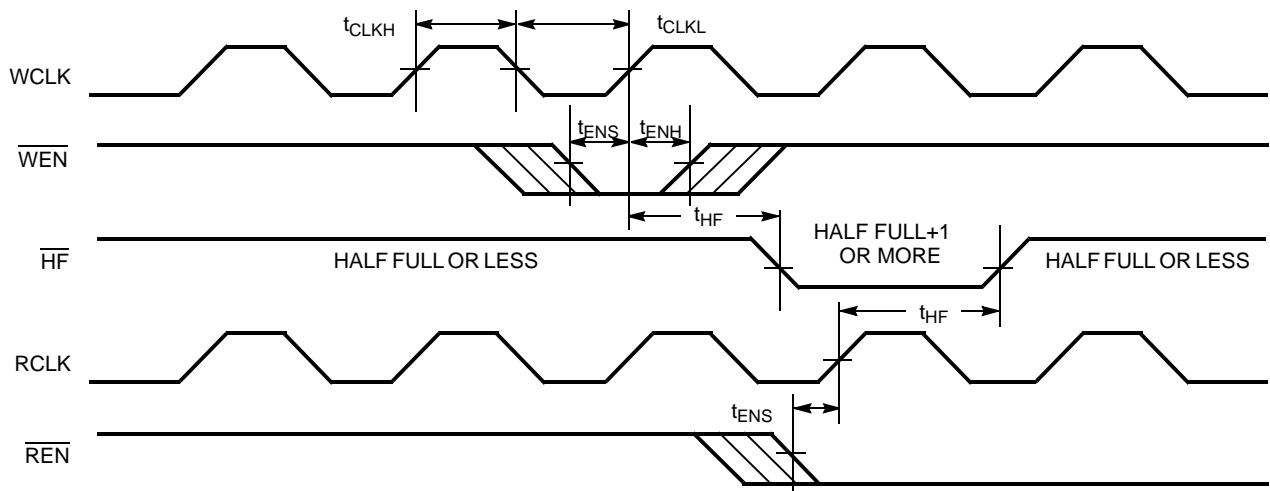 tCLKH
tCLKL
WCLK
tENS
tENH
WEN
tHF
HALF FULL+1
OR MORE
HF
HALF FULL OR LESS
HALF FULL OR LESS
tHF
RCLK
tENS
REN